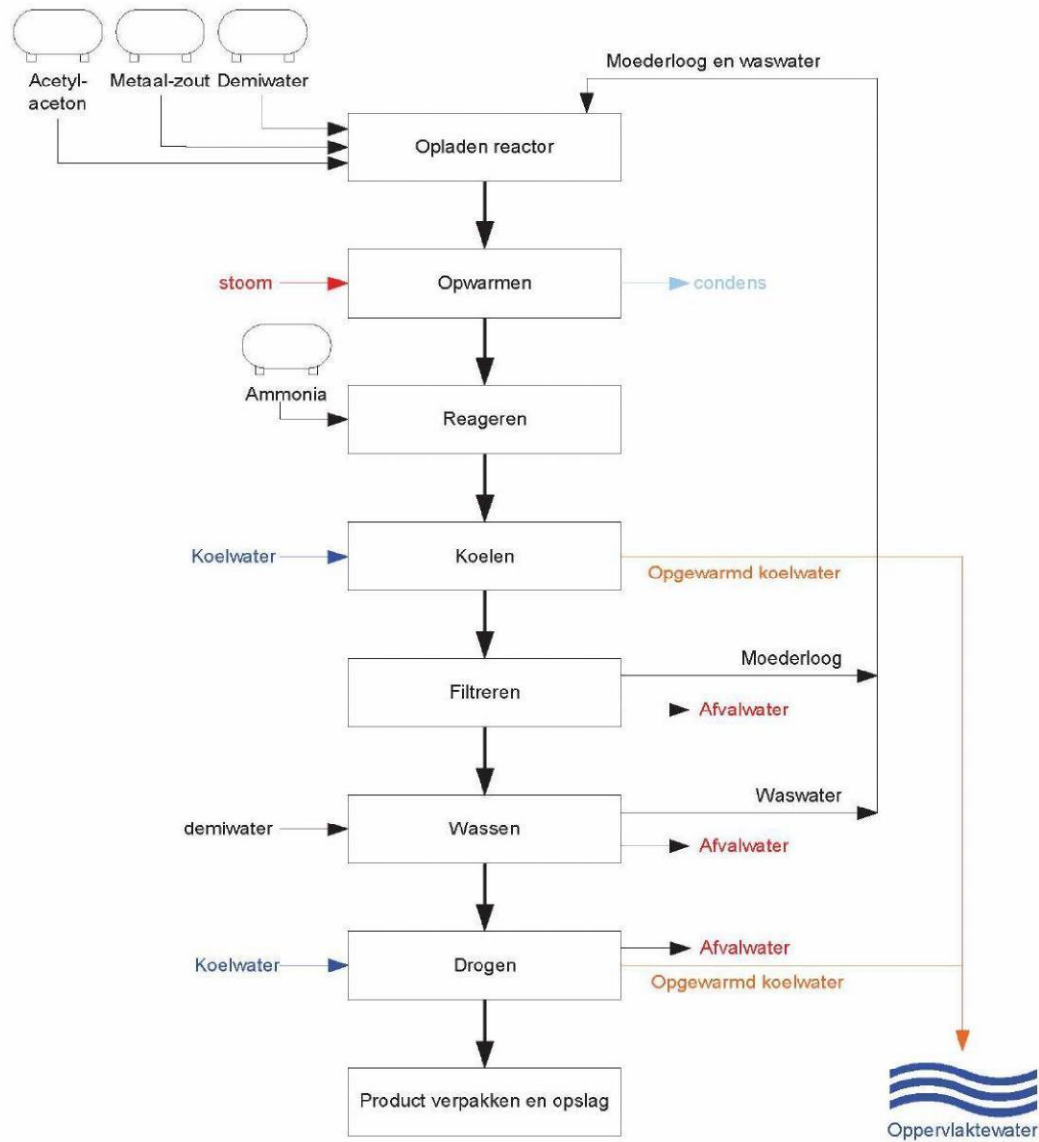 Acetyl-
aceton
Metaal-zout
Demiwater
Moederloog en waswater
Opladen reactor
stoom
Opwarmen
condens
Ammonia
Reageren
Koelwater
Koelen
Opgewarmd koelwater
Moederloog
Filtreren
Afvalwater
Waswater
demiwater
Wassen
Afvalwater
Afvalwater
Koelwater
Drogen
Opgewarmd koelwater
Product verpakken en opslag
Oppervlaktewater